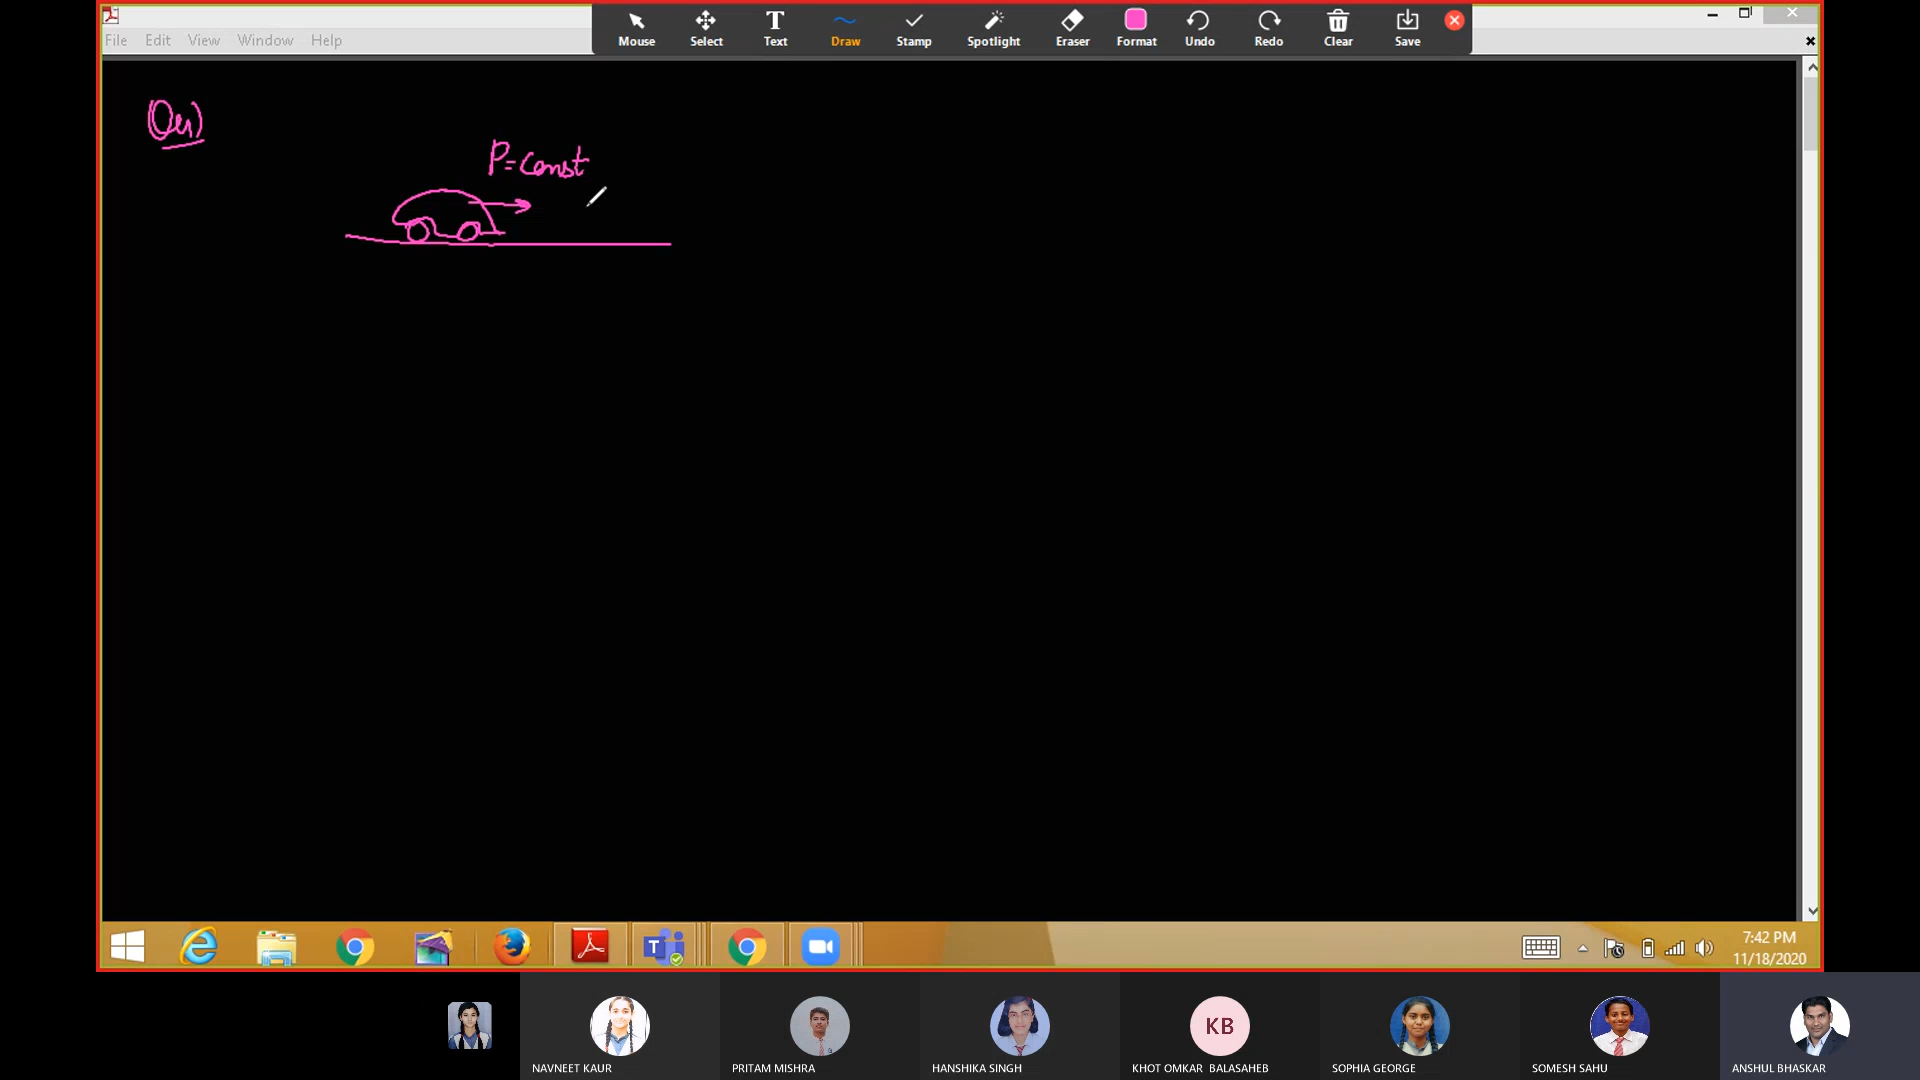 File Edit View Window Help
Mouse Select Text Draw Stamp Spotlight Eraser Format Undo Redo Clear Save
P=const
7:42 PM
11/18/2020
KB
NAVNEET KAUR PRITAM MISHRA HANSHIKA SINGH KHOT OMKAR BALASAHEB SOPHIA GEORGE SOMESH SAHU ANSHUL BHASKAR